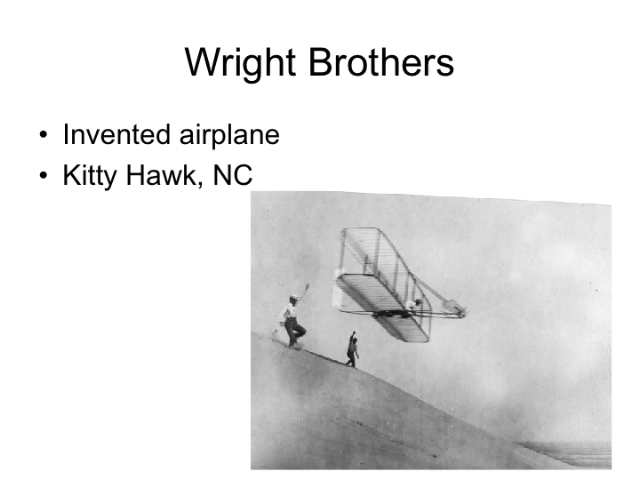 Wright Brothers
• Invented airplane
• Kitty Hawk, NC